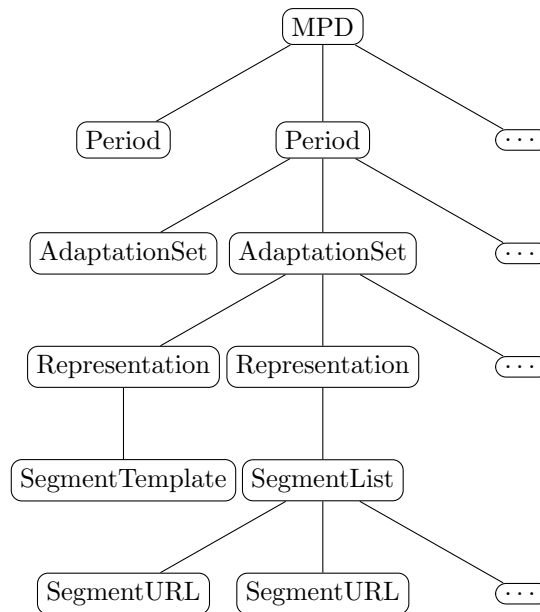 MPD
Period Period ...
AdaptationSet AdaptationSet ...
Representation Representation ...
SegmentTemplate SegmentList
SegmentURL SegmentURL ...